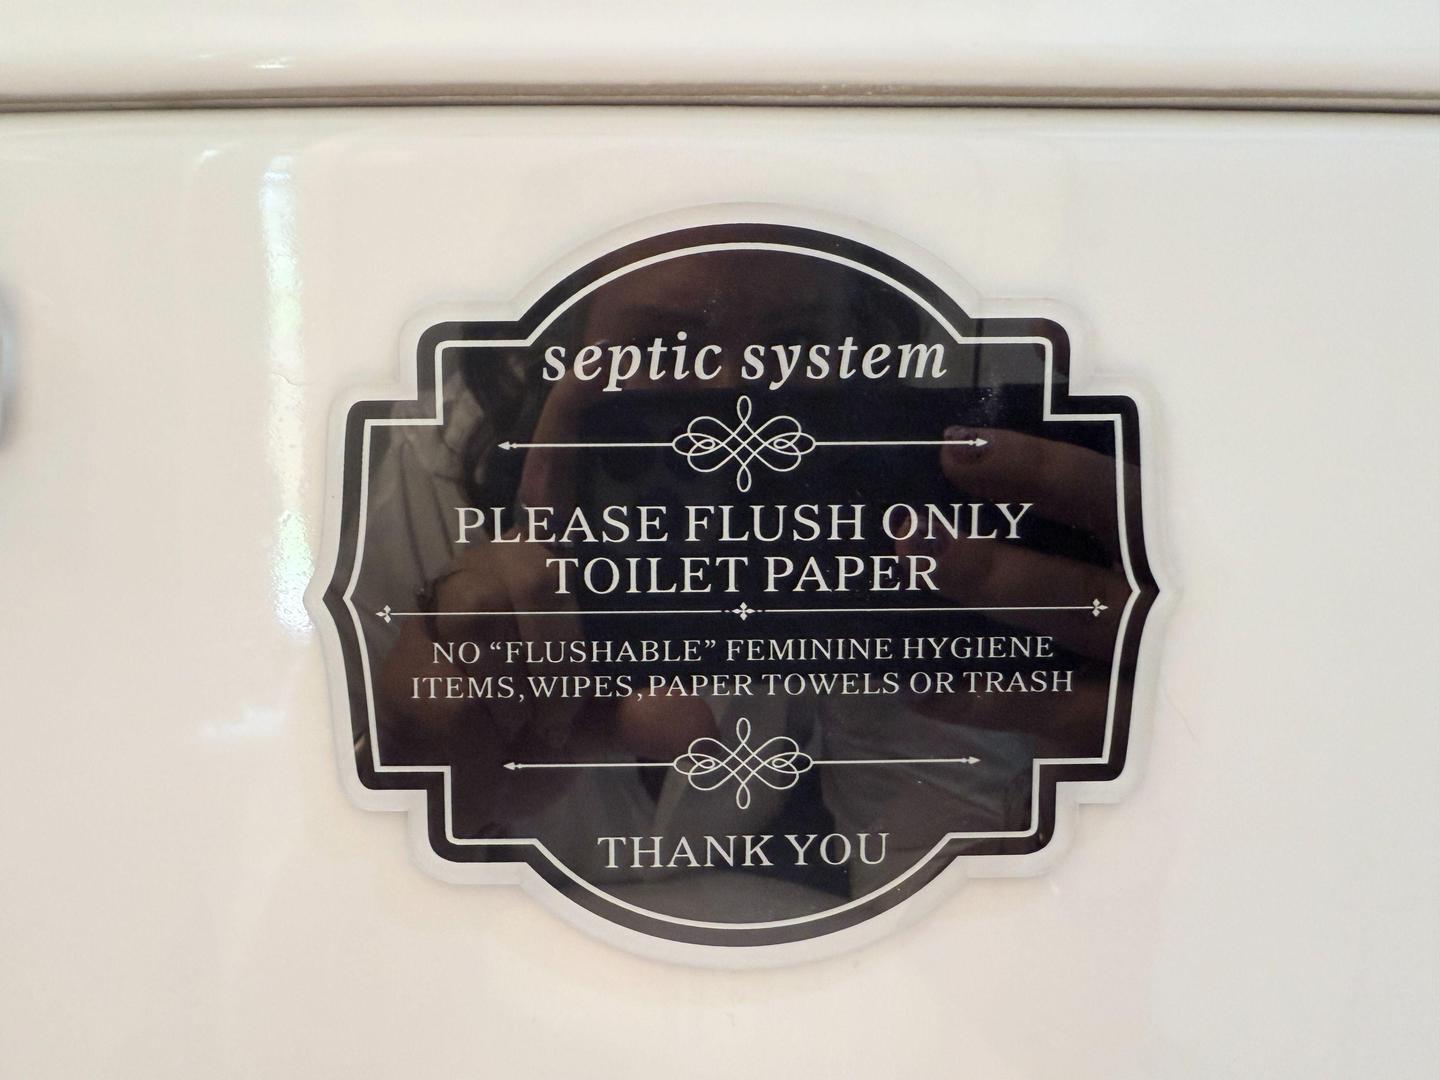 septic system
PLEASE FLUSH ONLY
TOILET PAPER
NO “FLUSHABLE” FEMININE HYGIENE
ITEMS,WIPES,PAPER TOWELS OR TRASH
THANK YOU